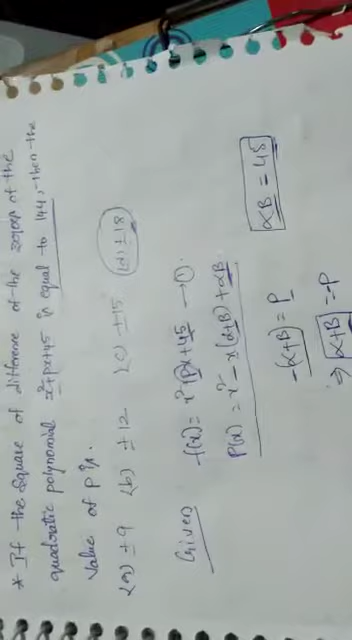 * If the square of difference of the zeroes of the
quadratic polynomial x²+px+45 is equal to 144, then the
value of P is.
(a) ± 9 (b) ± 12 (c) ± 15 (d) ± 18
Given f(x) = x²+px+45 → ①
P(x) = x² - x(α+β) + αβ
-(α+β) = P
αβ = 45
⇒ α+β = -P